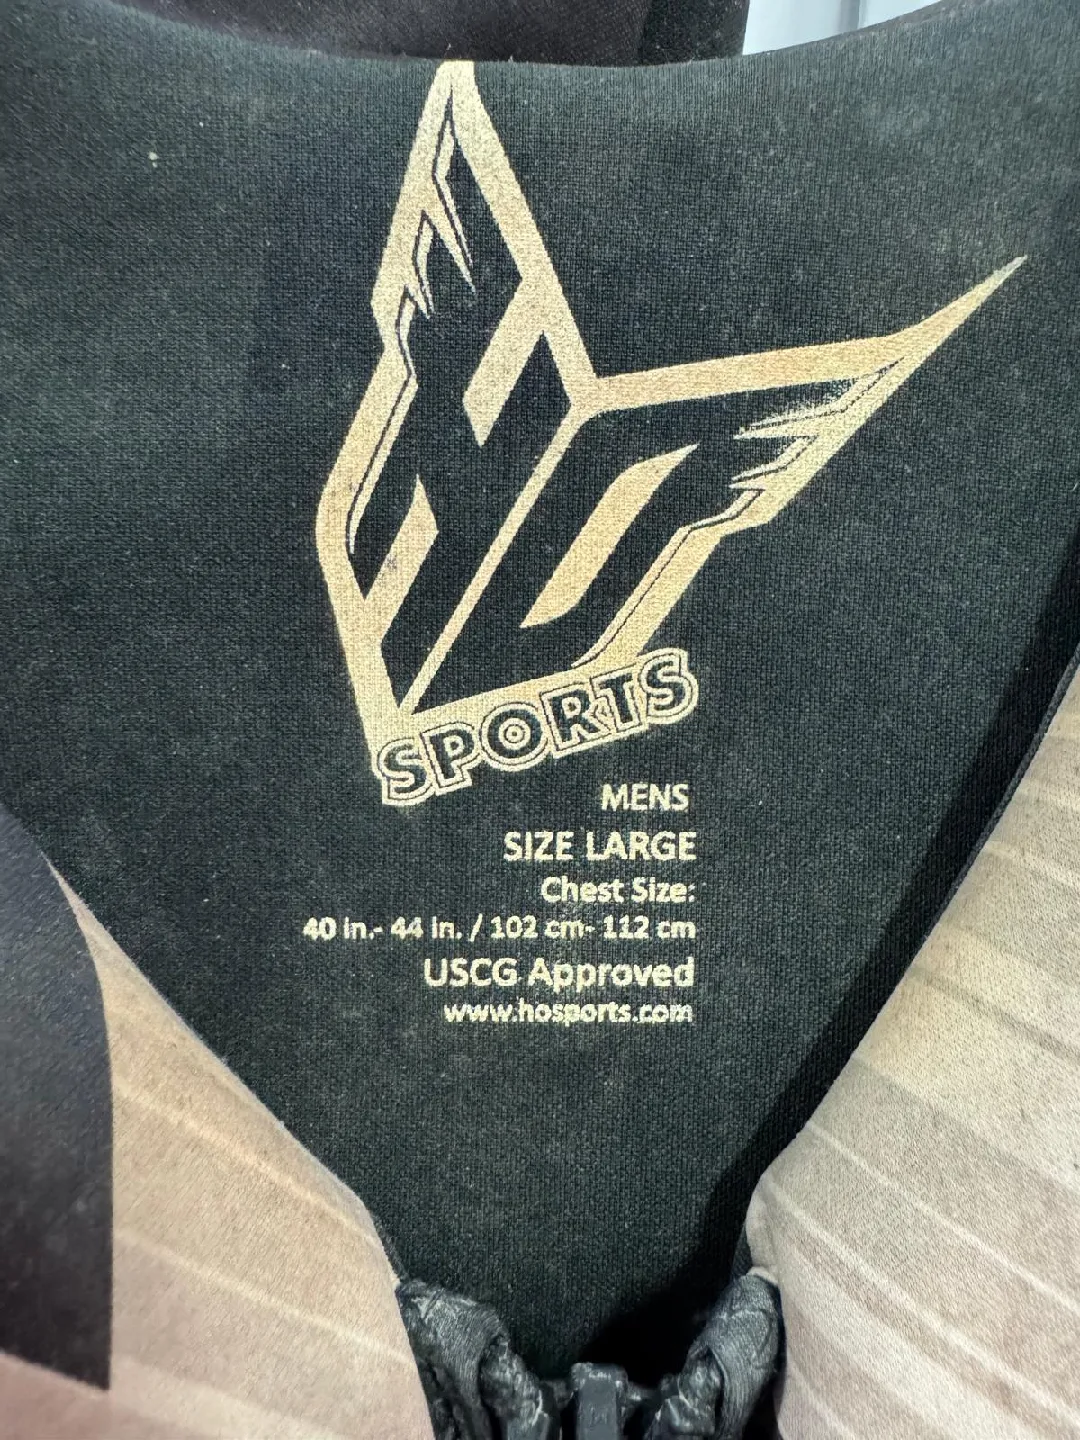 HO
SPORTS
MENS
SIZE LARGE
Chest Size:
40 in.- 44 in. / 102 cm- 112 cm
USCG Approved
www.hosports.com